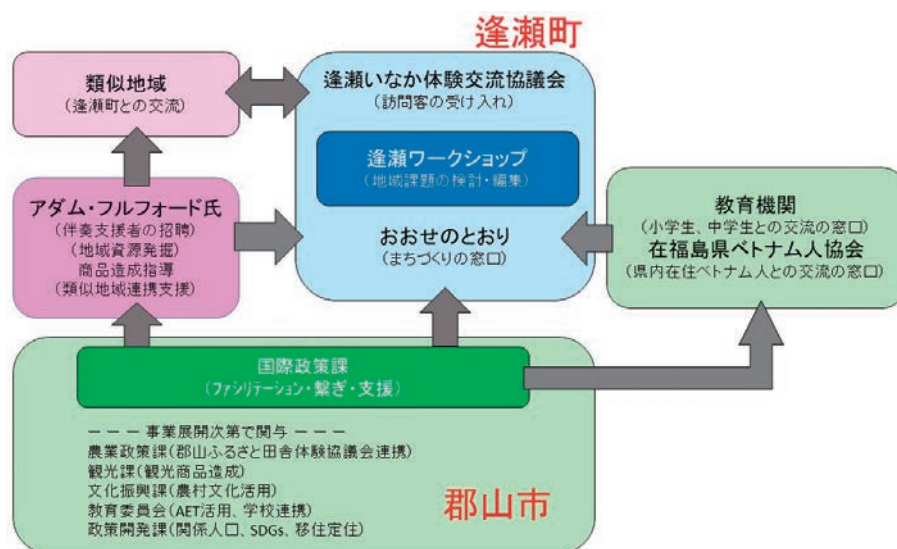 逢瀬町
類似地域
(逢瀬町との交流)
逢瀬いなか体験交流協議会
(訪問客の受け入れ)
逢瀬ワークショップ
(地域課題の検討・編集)
おおせのとおり
(まちづくりの窓口)
アダム・フルフォード氏
(伴奏支援者の招聘)
(地域資源発掘)
商品造成指導
(類似地域連携支援)
教育機関
(小学生、中学生との交流の窓口)
在福島県ベトナム人協会
(県内在住ベトナム人との交流の窓口)
国際政策課
(ファシリテーション・繋ぎ・支援)
ー ー ー 事業展開次第で関与 ー ー ー
農業政策課(郡山ふるさと田舎体験協議会連携)
観光課(観光商品造成)
文化振興課(農村文化活用)
教育委員会(AET活用、学校連携)
政策開発課(関係人口、SDGs、移住定住)
郡山市